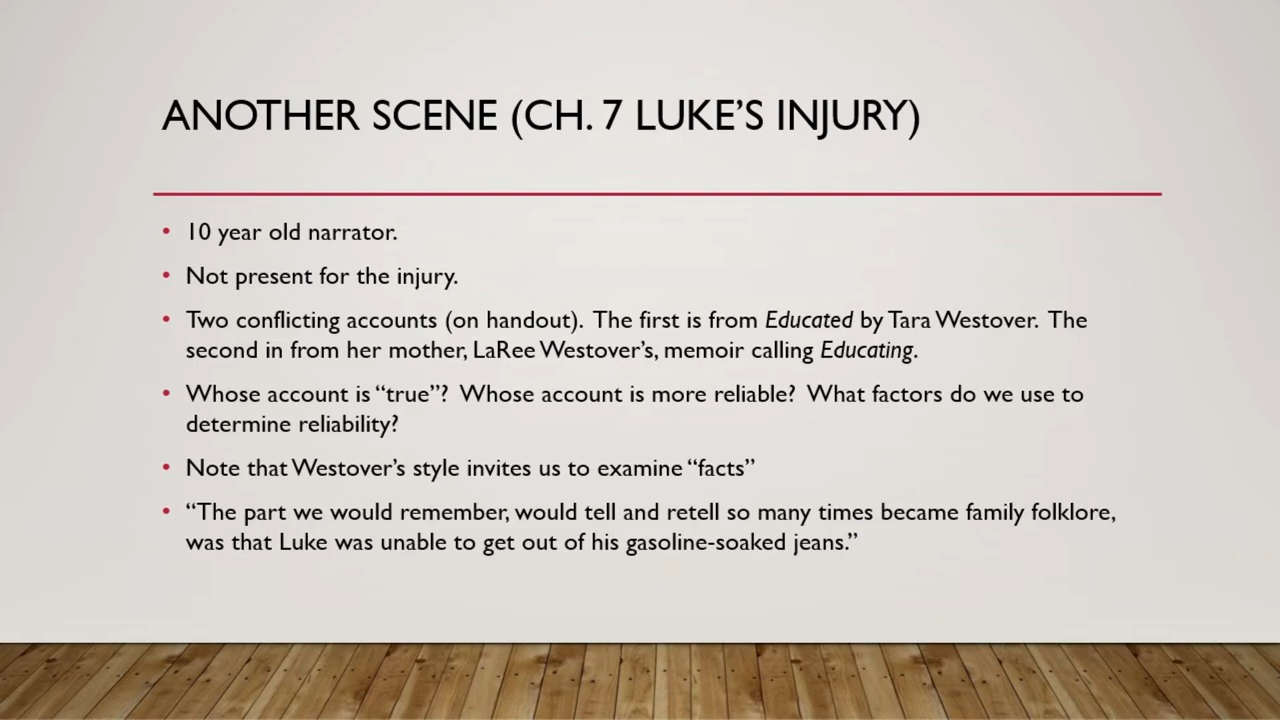 ANOTHER SCENE (CH. 7 LUKE’S INJURY)
• 10 year old narrator.
• Not present for the injury.
• Two conflicting accounts (on handout).  The first is from Educated by Tara Westover.  The
second in from her mother, LaRee Westover’s, memoir calling Educating.
• Whose account is “true”?  Whose account is more reliable?  What factors do we use to
determine reliability?
• Note that Westover’s style invites us to examine “facts”
• “The part we would remember, would tell and retell so many times became family folklore,
was that Luke was unable to get out of his gasoline-soaked jeans.”